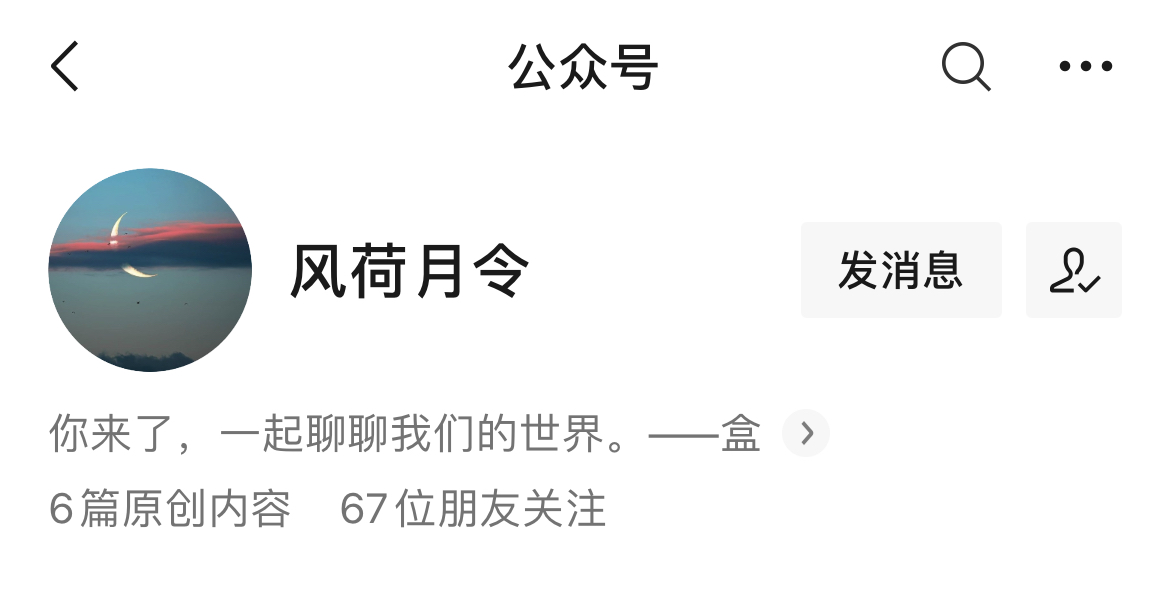 公众号
风荷月令
发消息
你来了，一起聊聊我们的世界。——盒
6篇原创内容 67位朋友关注